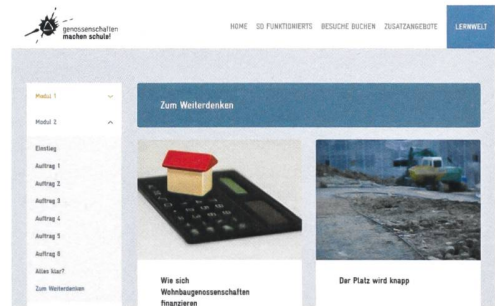 genossenschaften
machen schule!
HOME SO FUNKTIONIERTS BESUCHE BUCHEN ZUSATZANGEBOTE LERNWELT
Modul 1
Modul 2
Einstieg
Auftrag 1
Auftrag 2
Auftrag 3
Auftrag 4
Auftrag 5
Auftrag 6
Alles klar?
Zum Weiterdenken
Zum Weiterdenken
Wie sich
Wohnbaugenossenschaften
finanzieren
Der Platz wird knapp